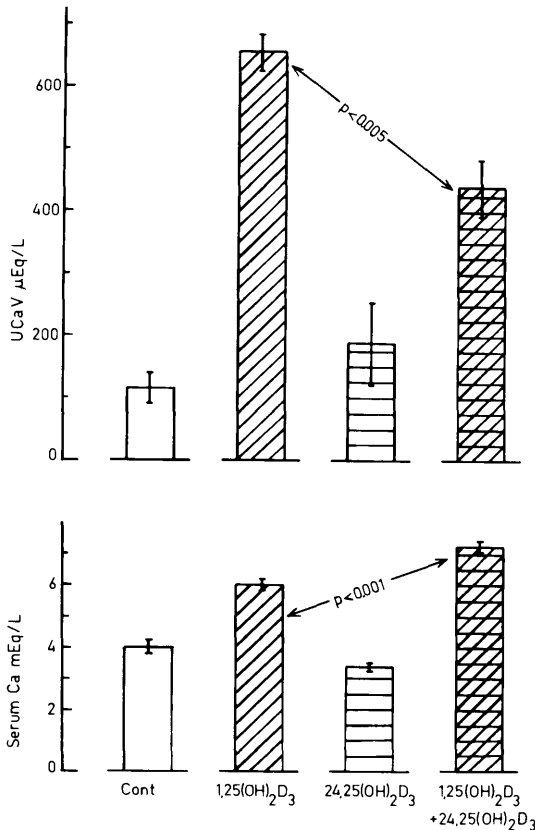 UCaV µEq/L
600
400
200
0
p<0.005
Serum Ca mEq/L
6
4
2
0
p<0.001
Cont
1,25(OH)₂D₃
24,25(OH)₂D₃
1,25(OH)₂D₃
+24,25(OH)₂D₃